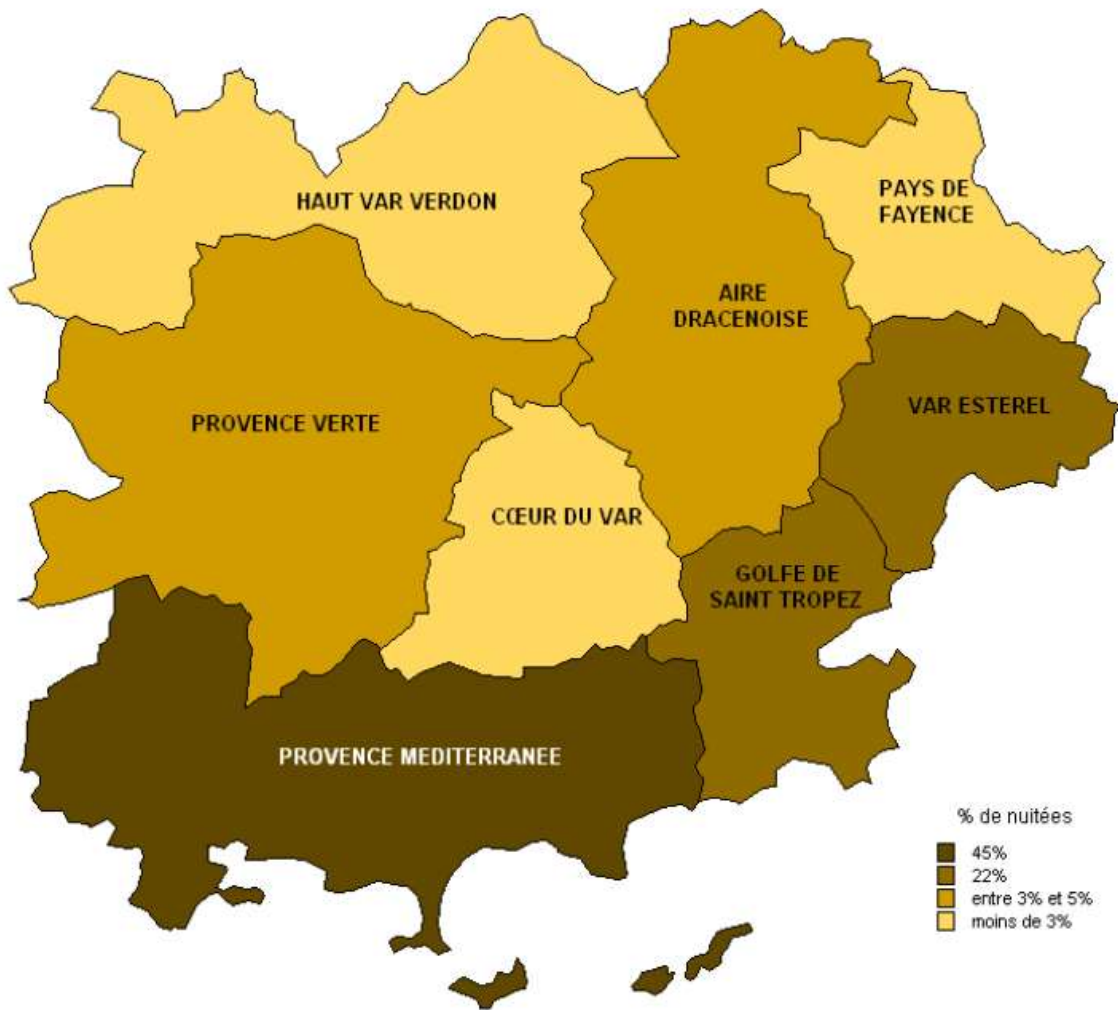 HAUT VAR VERDON
PAYS DE
FAYENCE
AIRE
DRACENOISE
PROVENCE VERTE
VAR ESTEREL
CŒUR DU VAR
GOLFE DE
SAINT TROPEZ
PROVENCE MEDITERRANEE
% de nuitées
45%
22%
entre 3% et 5%
moins de 3%